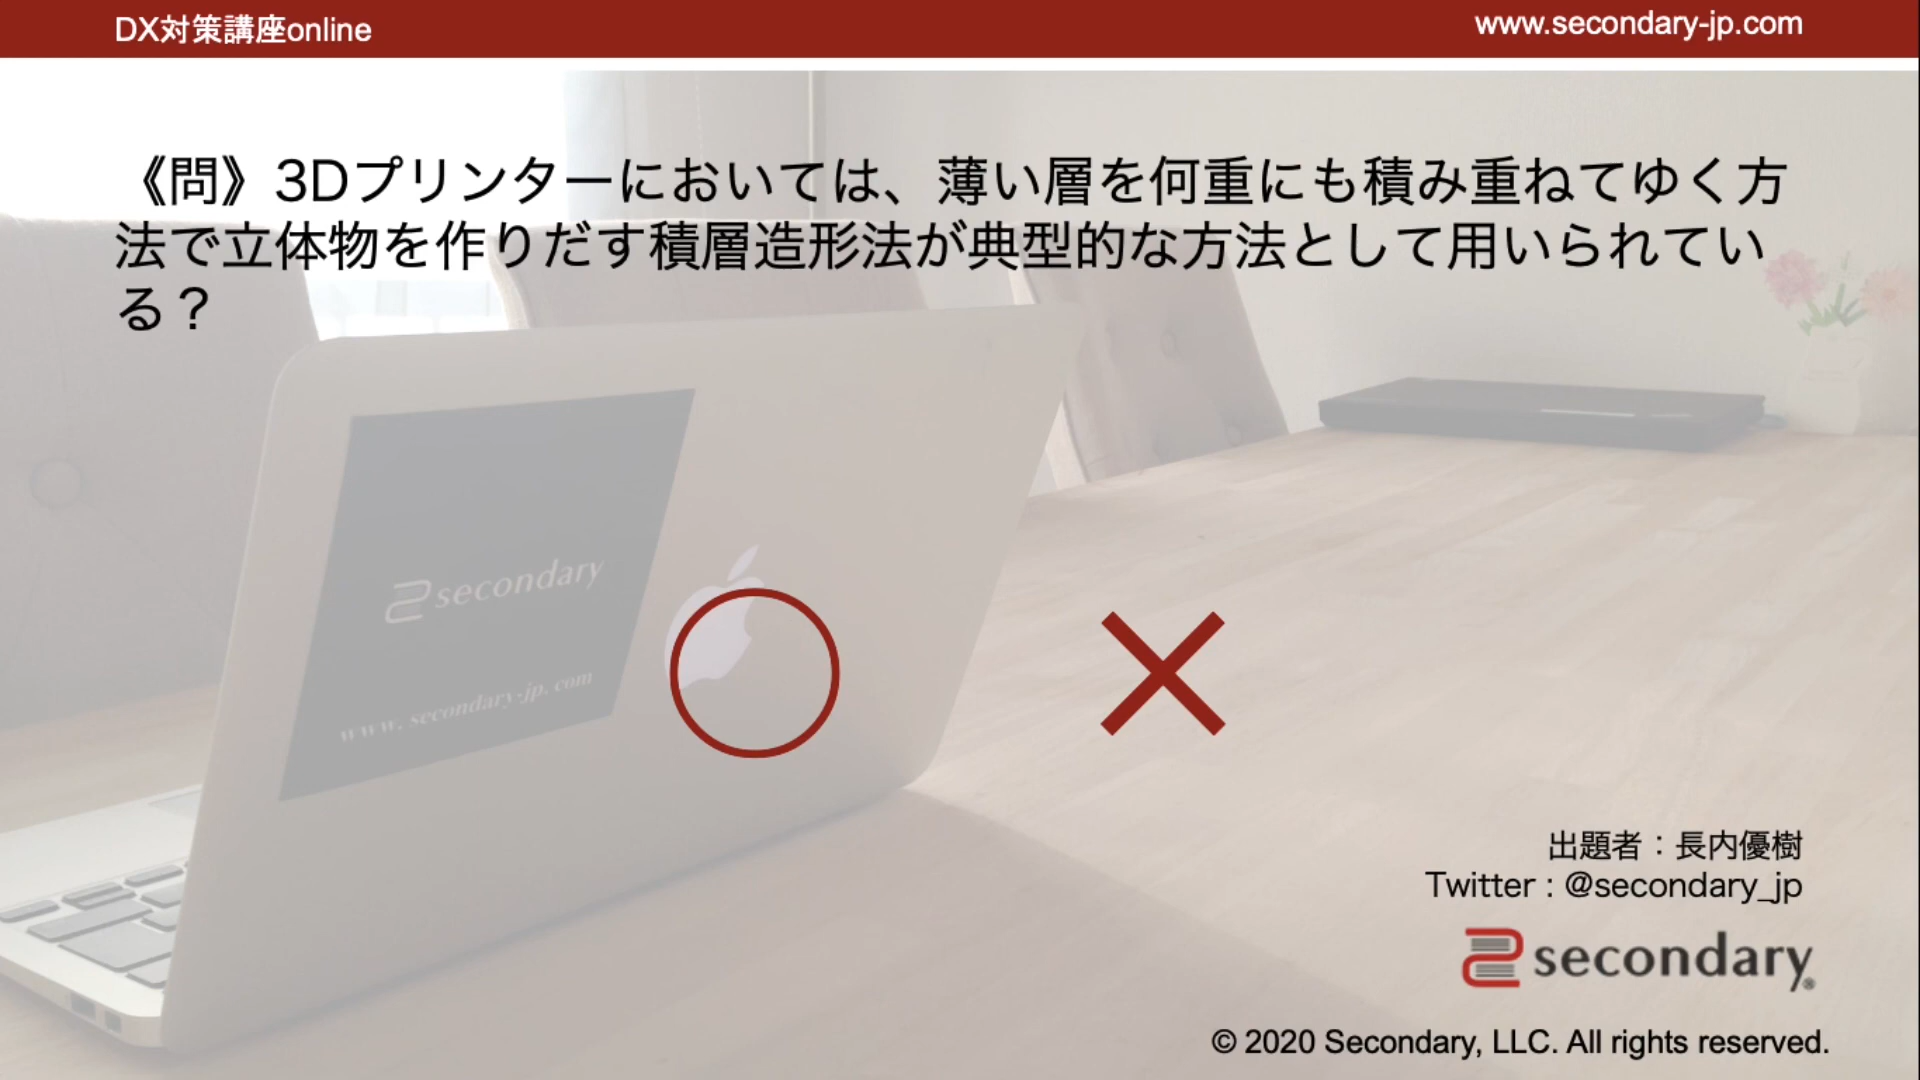 DX対策講座online
www.secondary-jp.com
《問》3Dプリンターにおいては、薄い層を何重にも積み重ねてゆく方
法で立体物を作りだす積層造形法が典型的な方法として用いられてい
る？
secondary
www.secondary-jp.com
出題者：長内優樹
Twitter : @secondary_jp
secondary®
© 2020 Secondary, LLC. All rights reserved.